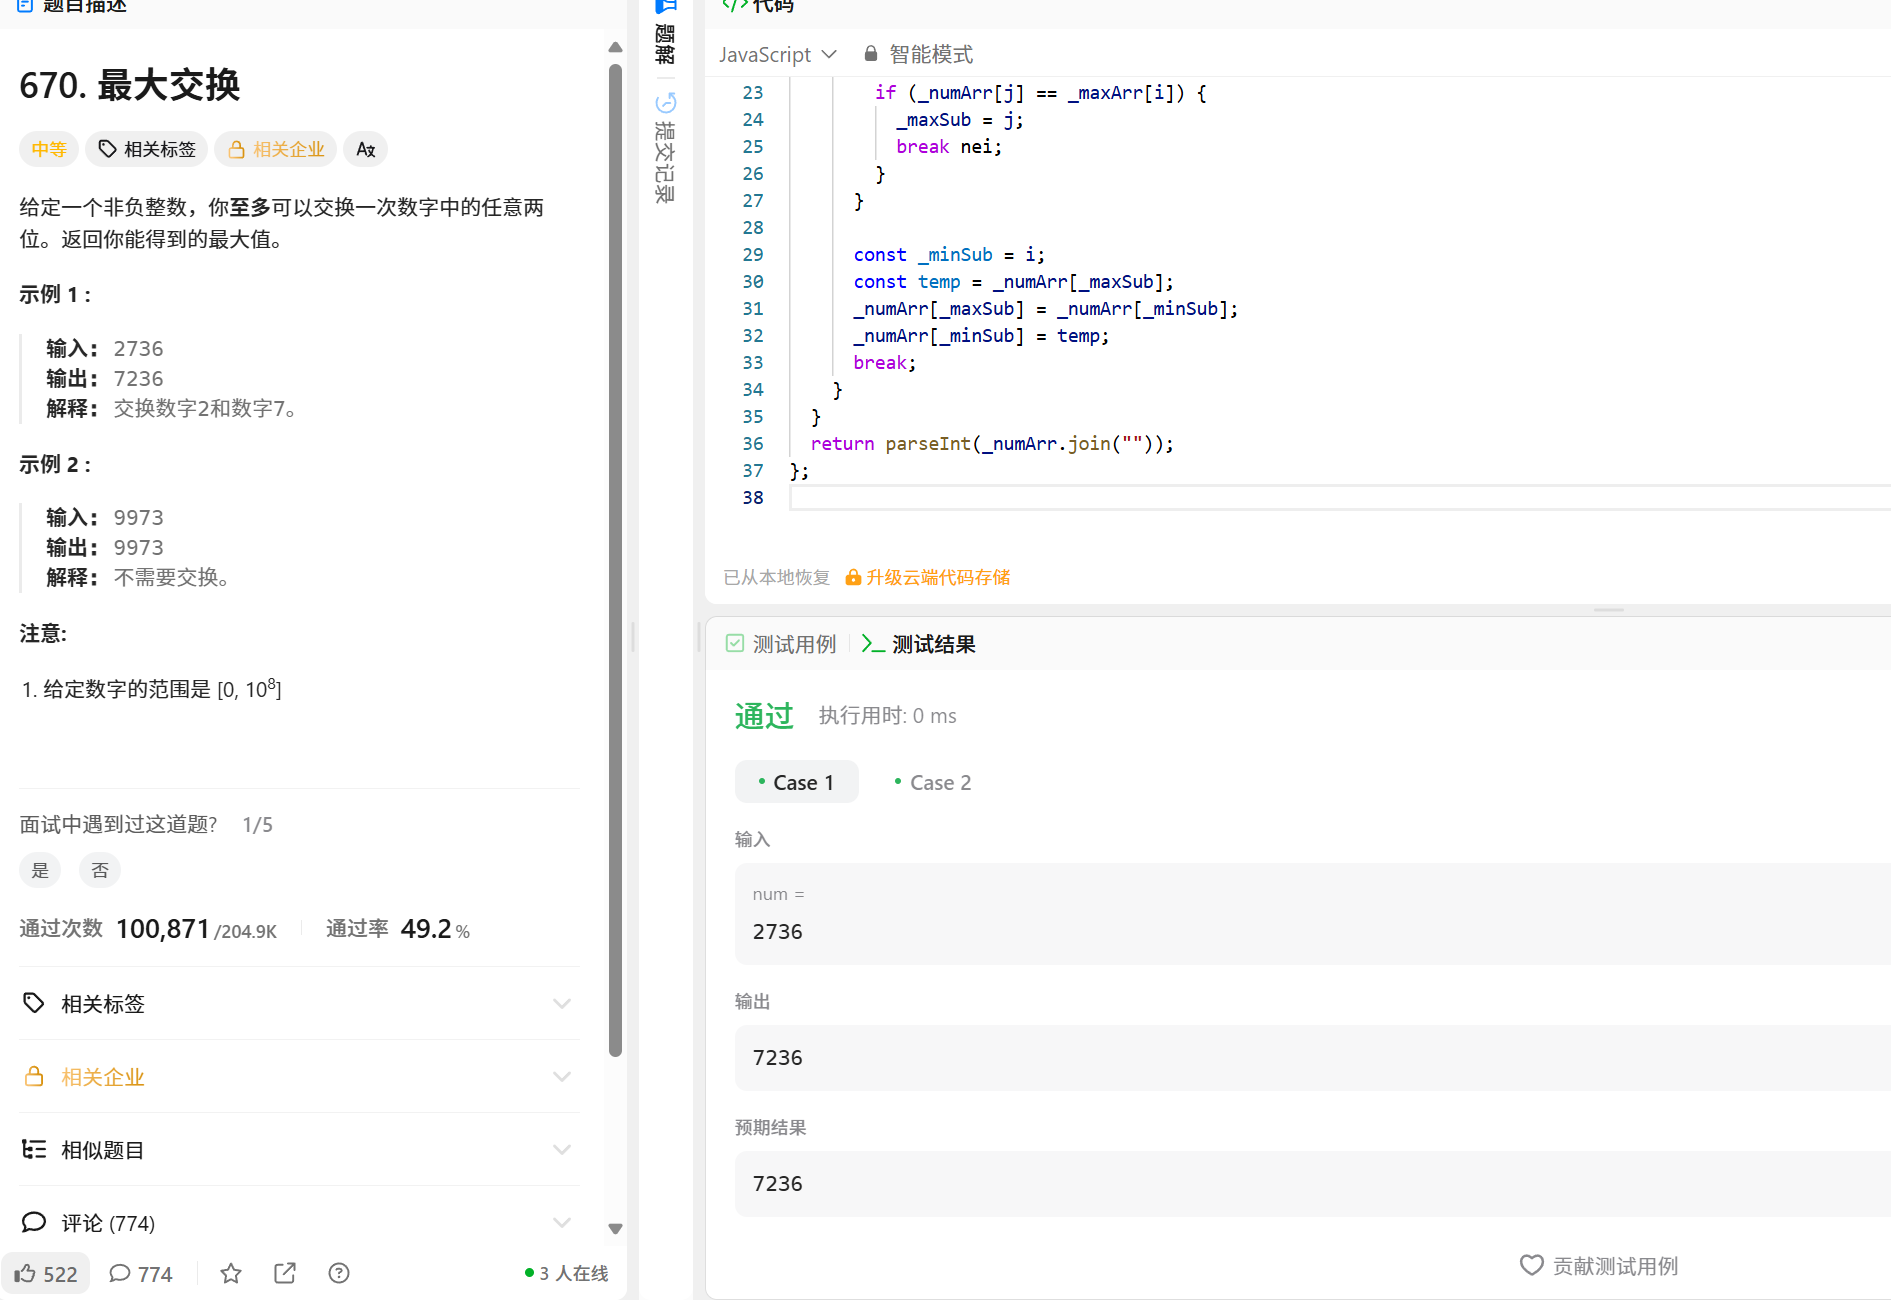 题目描述
670. 最大交换
中等
相关标签
相关企业
给定一个非负整数，你至多可以交换一次数字中的任意两
位。返回你能得到的最大值。
示例 1 :
输入： 2736
输出： 7236
解释： 交换数字2和数字7。
示例 2 :
输入： 9973
输出： 9973
解释： 不需要交换。
注意:
1. 给定数字的范围是 [0, 10⁸]
面试中遇到过这道题? 1/5
是 否
通过次数 100,871/204.9K 通过率 49.2%
相关标签
相关企业
相似题目
评论 (774)
522 774 3 人在线
题解
提交记录
</>代码
JavaScript 智能模式
23 if (_numArr[j] == _maxArr[i]) {
24 _maxSub = j;
25 break nei;
26 }
27 }
28
29 const _minSub = i;
30 const temp = _numArr[_maxSub];
31 _numArr[_maxSub] = _numArr[_minSub];
32 _numArr[_minSub] = temp;
33 break;
34 }
35 }
36 return parseInt(_numArr.join(""));
37 };
38
已从本地恢复 升级云端代码存储
测试用例 测试结果
通过 执行用时: 0 ms
Case 1 Case 2
输入
num =
2736
输出
7236
预期结果
7236
贡献测试用例